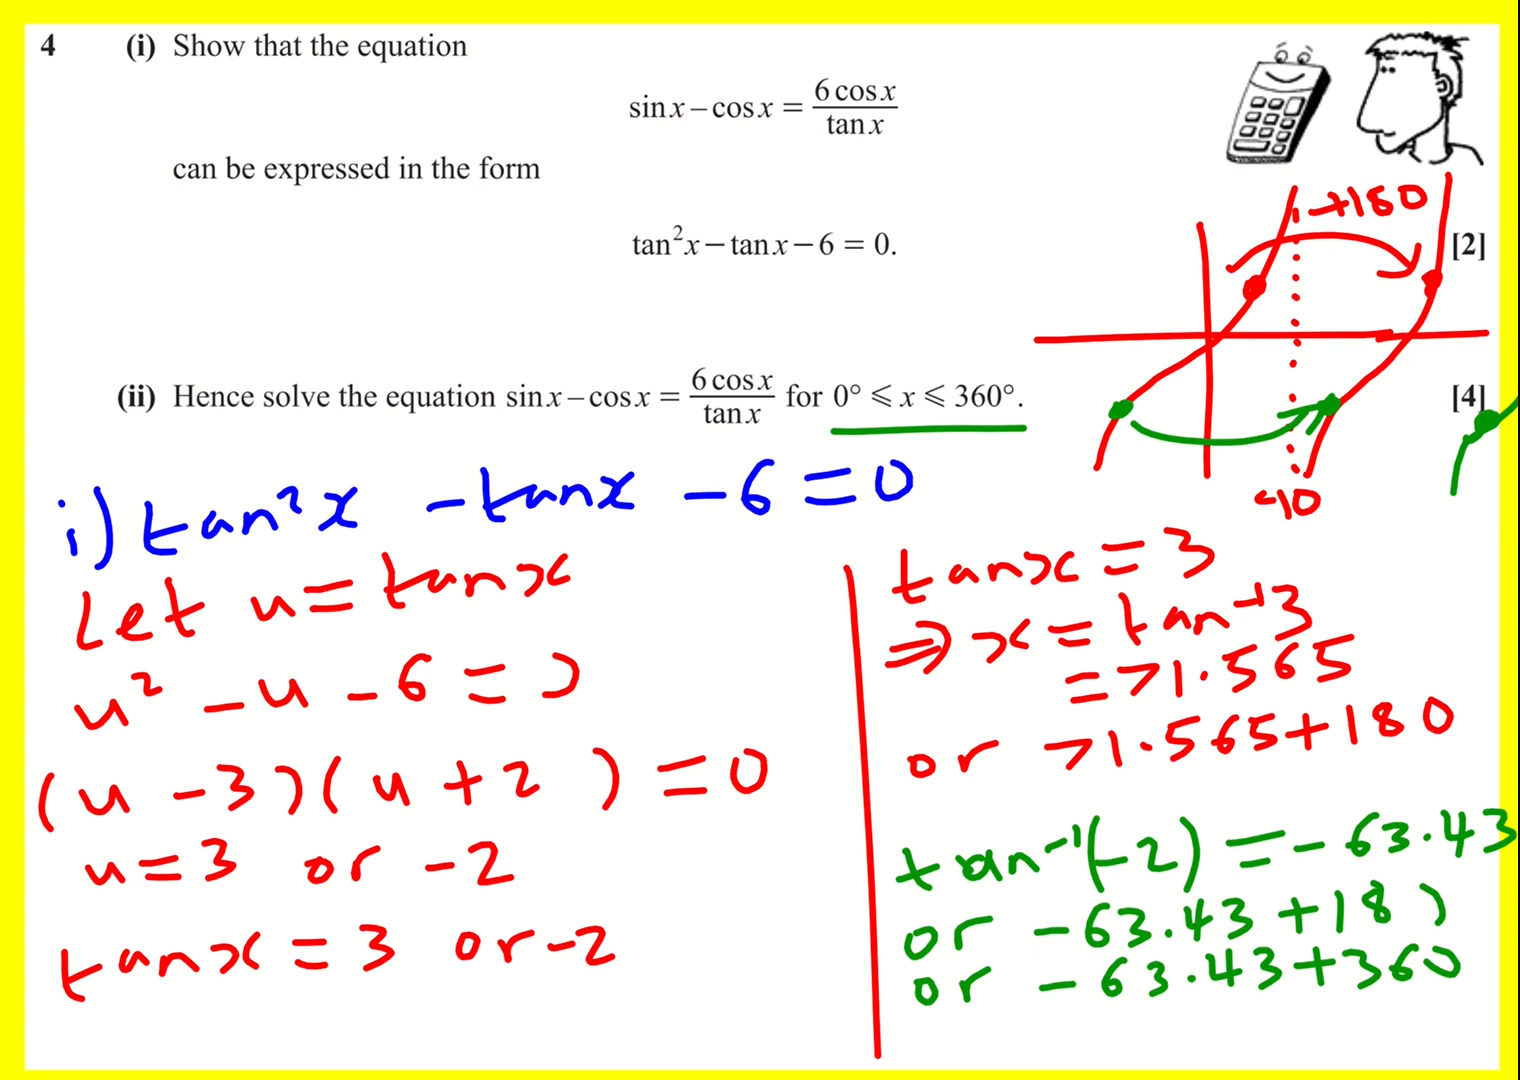 4 (i) Show that the equation
sin x − cos x = 6 cos x / tan x
can be expressed in the form
tan²x − tan x − 6 = 0. [2]
(ii) Hence solve the equation sin x − cos x = 6 cos x / tan x for 0° ⩽ x ⩽ 360°. [4]
+180
90
i) tan²x − tanx − 6 = 0
Let u = tanx
u² − u − 6 = 0
(u − 3)(u + 2) = 0
u = 3 or −2
tanx = 3 or −2
tanx = 3
⇒ x = tan⁻¹3
= 71.565
or 71.565 + 180
tan⁻¹(−2) = −63.43
or −63.43 + 180
or −63.43 + 360